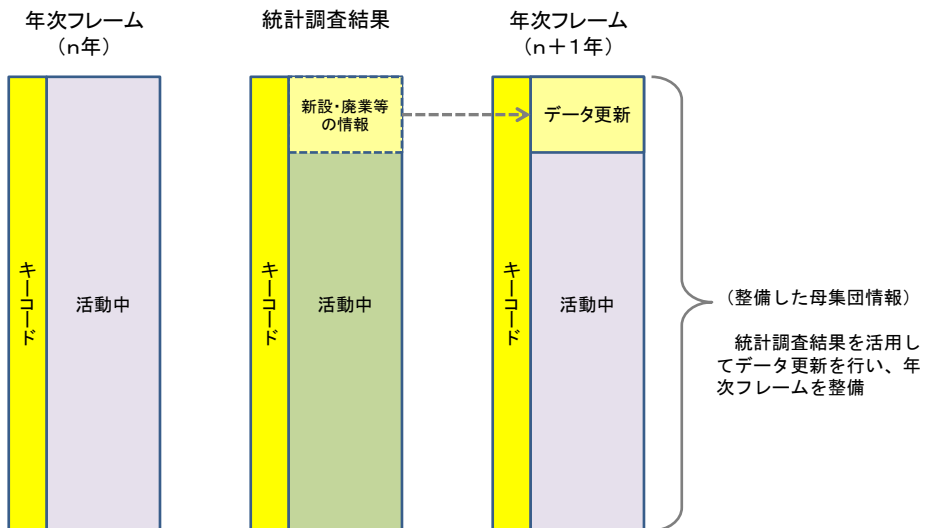 年次フレーム
（n年）
統計調査結果
年次フレーム
（n＋1年）
キーコード
活動中
キーコード
新設・廃業等
の情報
活動中
キーコード
データ更新
活動中
（整備した母集団情報）
　統計調査結果を活用し
てデータ更新を行い、年
次フレームを整備